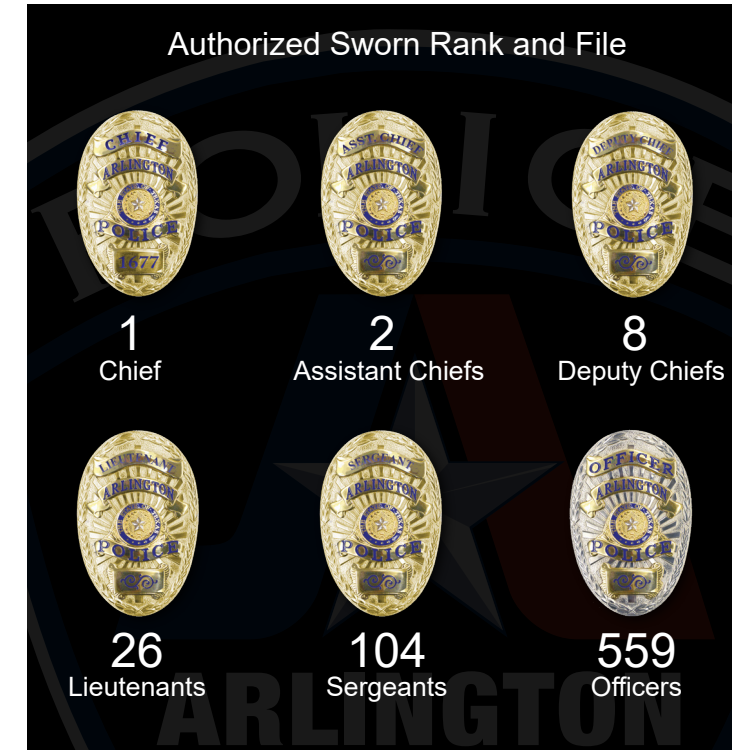 Authorized Sworn Rank and File
CHIEF
ARLINGTON
POLICE
1677
ASST. CHIEF
ARLINGTON
POLICE
DEPUTY CHIEF
ARLINGTON
POLICE
1
Chief
2
Assistant Chiefs
8
Deputy Chiefs
LIEUTENANT
ARLINGTON
POLICE
SERGEANT
ARLINGTON
POLICE
OFFICER
ARLINGTON
POLICE
26
Lieutenants
104
Sergeants
559
Officers
POLICE
ARLINGTON